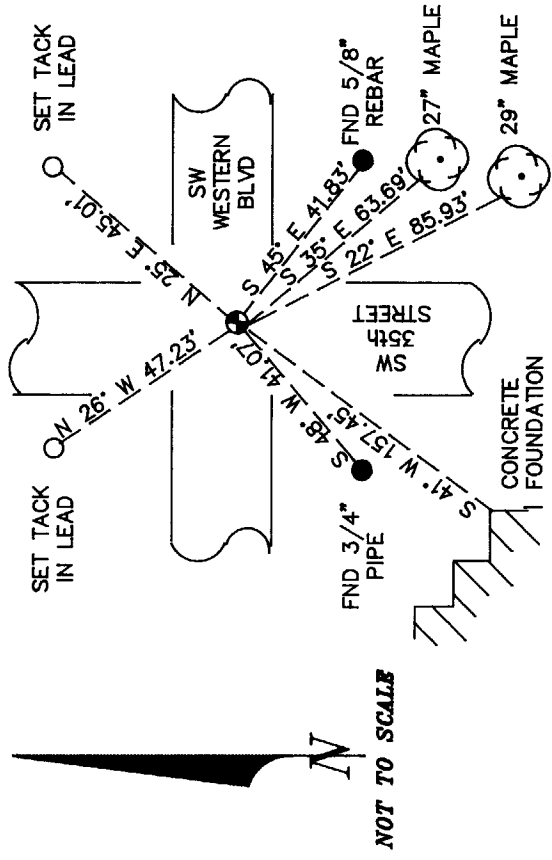 SET TACK
IN LEAD
SET TACK
IN LEAD
N 26° W 47.23'
N 25° E 45.01'
SW
WESTERN
BLVD
S 45° E 41.83'
S 35° E 63.69'
S 22° E 85.93'
S 48° W 41.07'
S 41° W 157.45'
SW
35th
STREET
FND 3/4"
PIPE
FND 5/8"
REBAR
27" MAPLE
29" MAPLE
CONCRETE
FOUNDATION
N
NOT TO SCALE